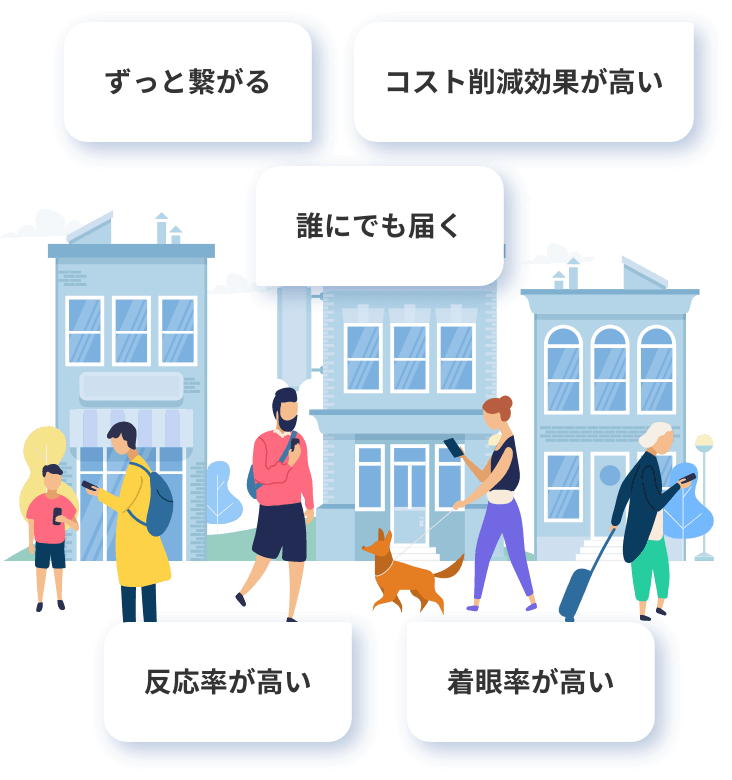 ずっと繋がる
コスト削減効果が高い
誰にでも届く
反応率が高い
着眼率が高い